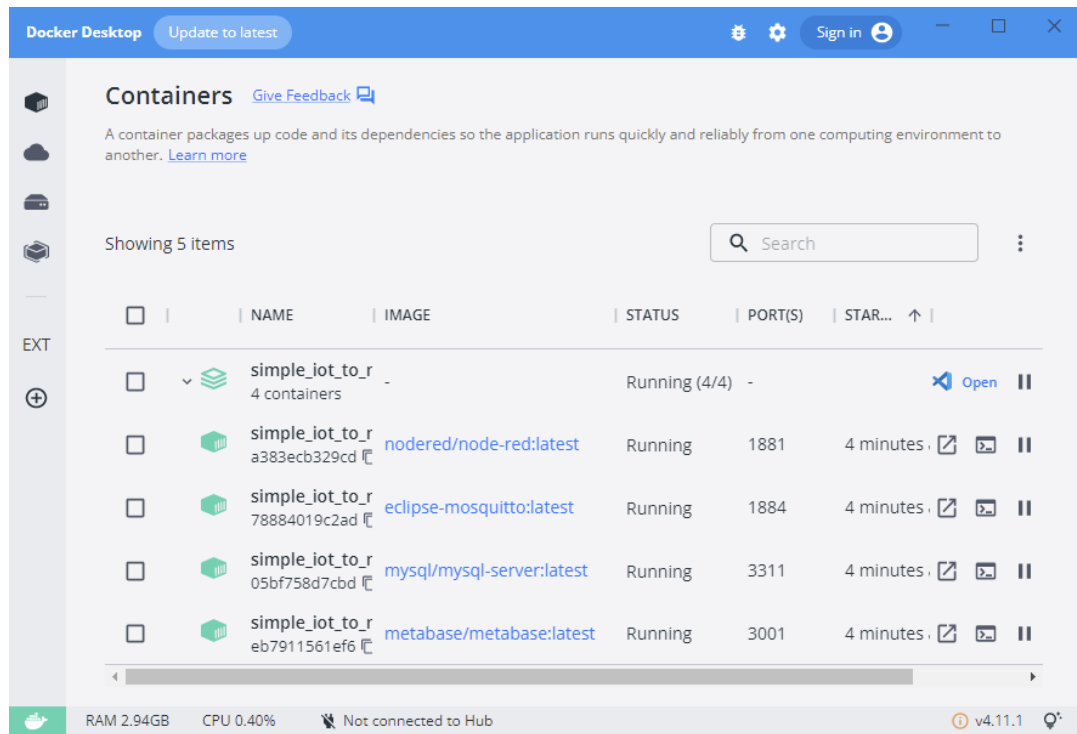 Docker Desktop Update to latest Sign in
Containers Give Feedback
A container packages up code and its dependencies so the application runs quickly and reliably from one computing environment to
another. Learn more
Showing 5 items Search
NAME IMAGE STATUS PORT(S) STAR...
EXT
simple_iot_to_r - Running (4/4) - Open
4 containers
simple_iot_to_r nodered/node-red:latest Running 1881 4 minutes
a383ecb329cd
simple_iot_to_r eclipse-mosquitto:latest Running 1884 4 minutes
78884019c2ad
simple_iot_to_r mysql/mysql-server:latest Running 3311 4 minutes
05bf758d7cbd
simple_iot_to_r metabase/metabase:latest Running 3001 4 minutes
eb7911561ef6
RAM 2.94GB CPU 0.40% Not connected to Hub v4.11.1